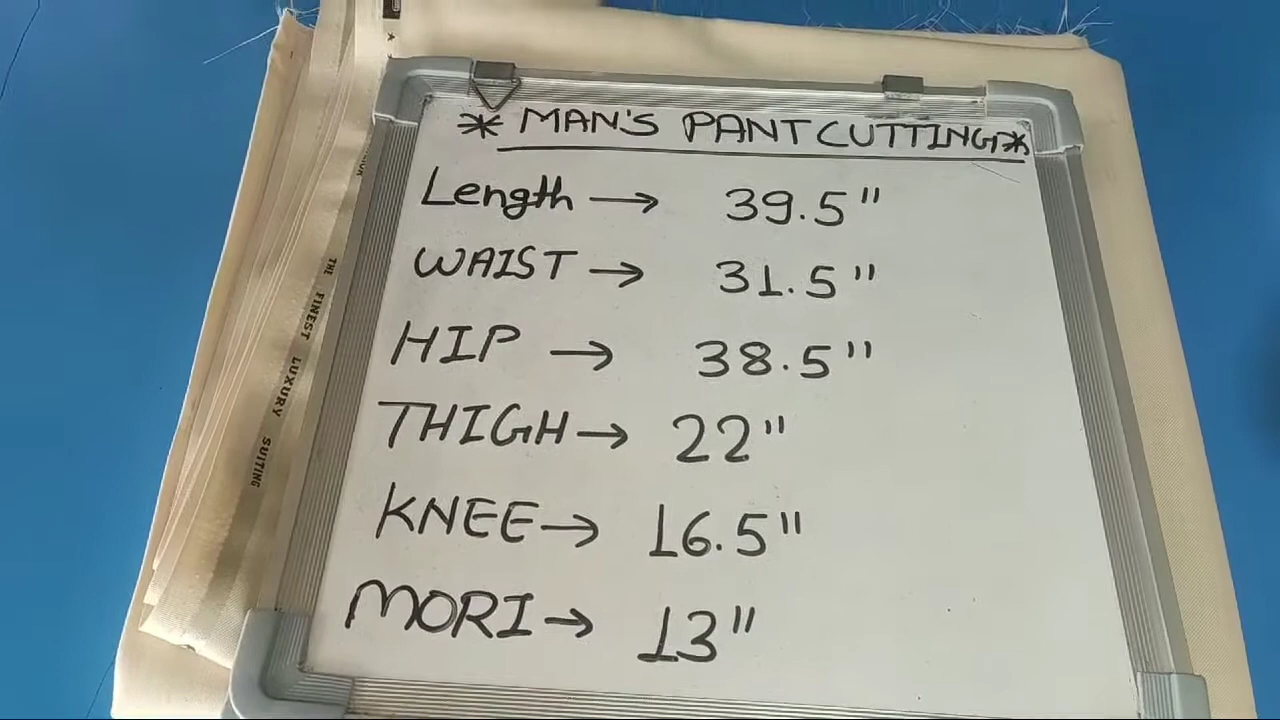 * MAN'S PANT CUTTING *
Length → 39.5"
WAIST → 31.5"
HIP → 38.5"
THIGH → 22"
KNEE → 16.5"
MORI → 13"
THE FINEST LUXURY SUITING